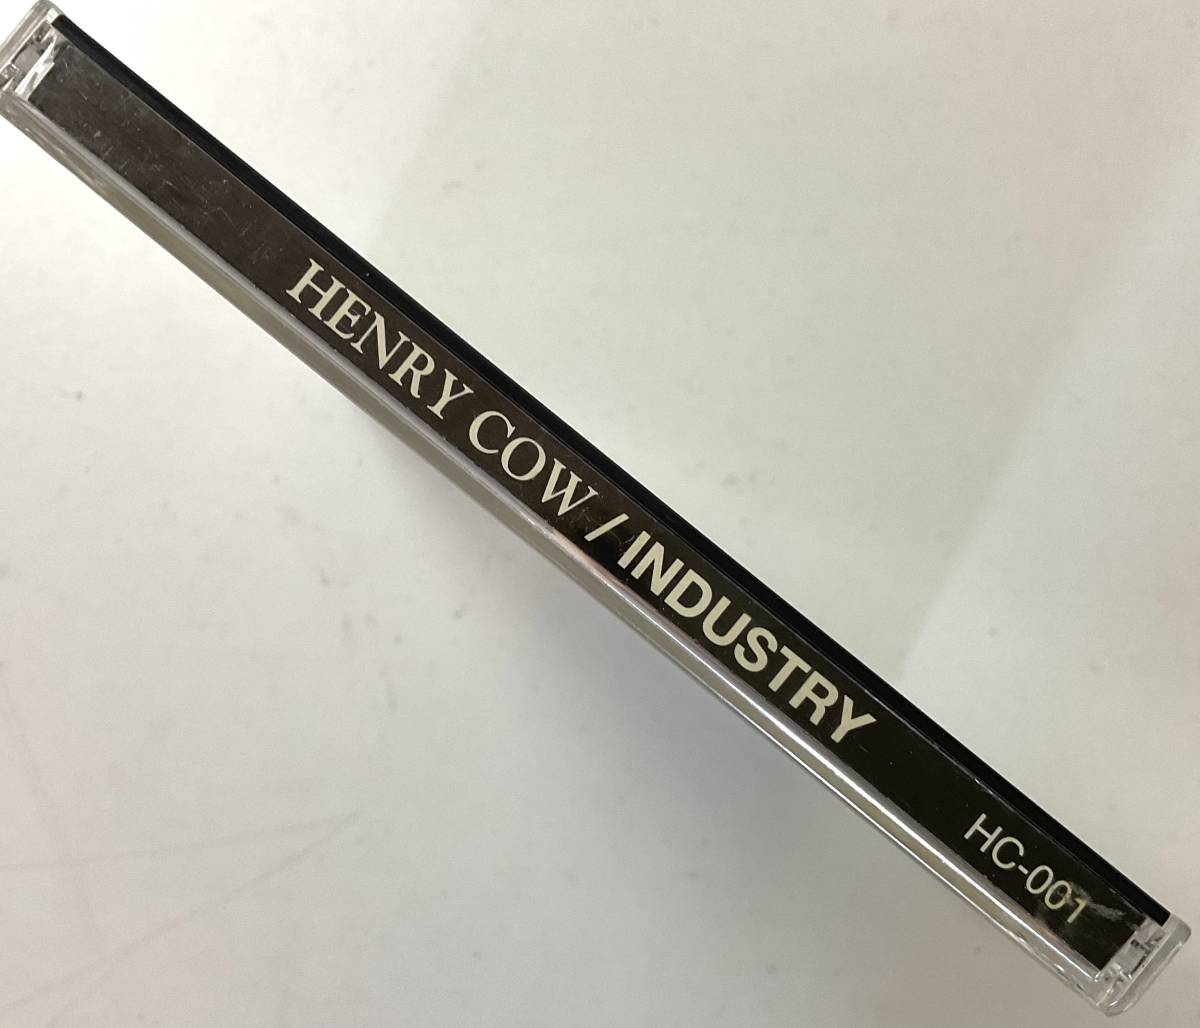 HENRY COW / INDUSTRY HC-001